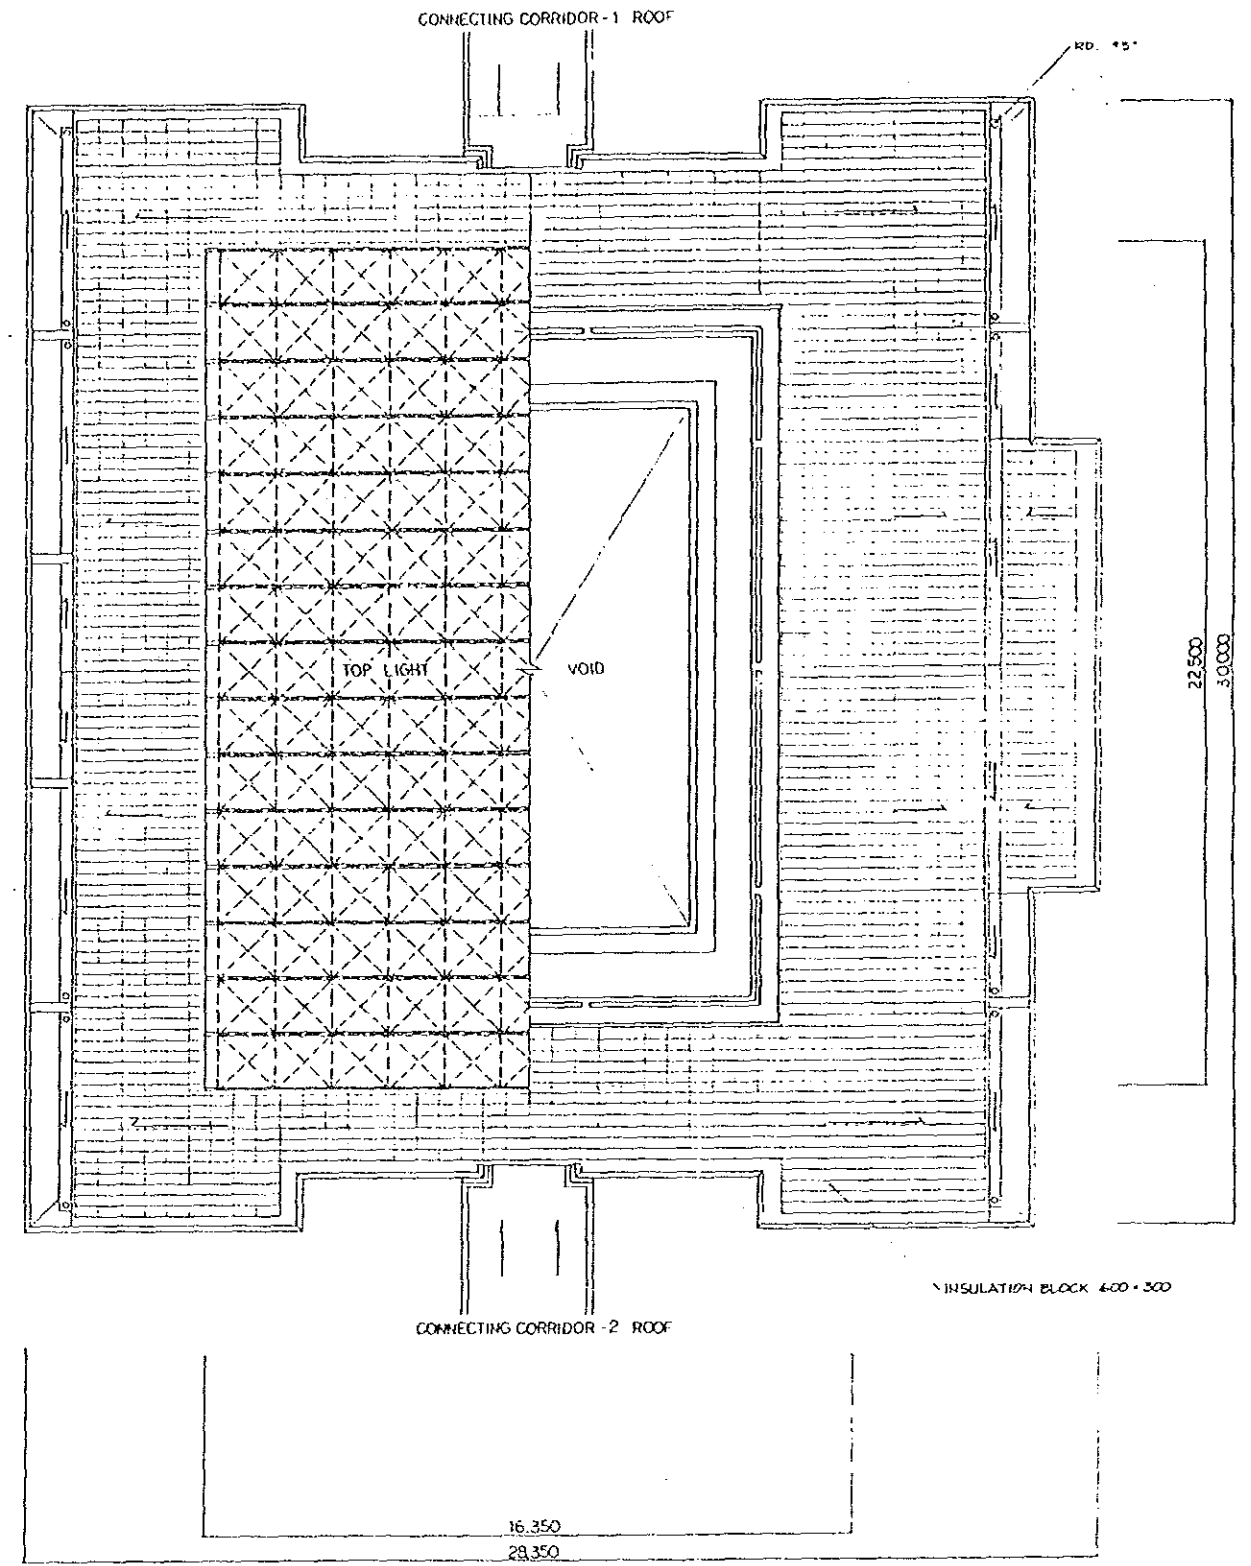 CONNECTING CORRIDOR-1 ROOF
RD.
TOP LIGHT
VOID
22,500
30,000
INSULATION BLOCK 600×300
CONNECTING CORRIDOR-2 ROOF
16.350
28.350